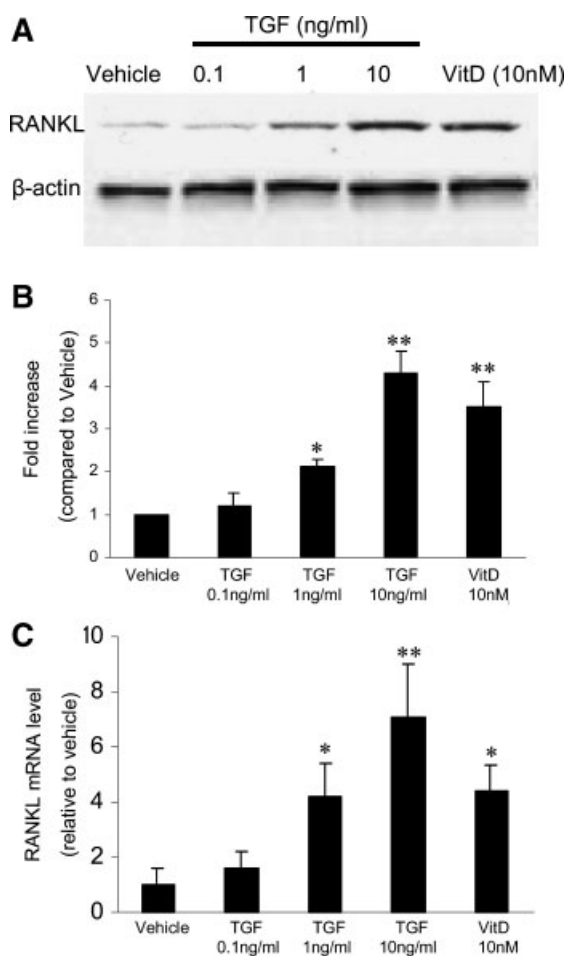 A
TGF (ng/ml)
Vehicle 0.1 1 10 VitD (10nM)
RANKL
β-actin
B
Fold increase
(compared to Vehicle)
6
5
4
3
2
1
0
*
**
**
Vehicle TGF TGF TGF VitD
0.1ng/ml 1ng/ml 10ng/ml 10nM
C
RANKL mRNA level
(relative to vehicle)
10
8
6
4
2
0
*
**
*
Vehicle TGF TGF TGF VitD
0.1ng/ml 1ng/ml 10ng/ml 10nM